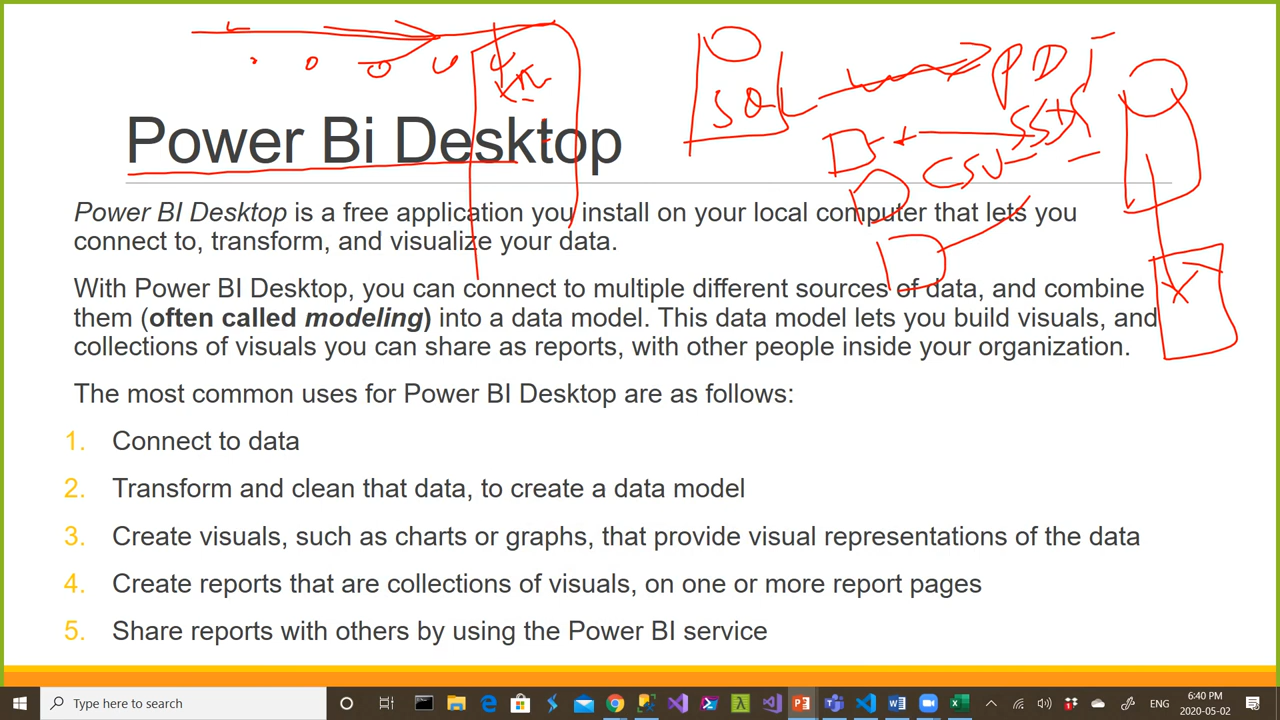 SQL
PDI
CSV
Power Bi Desktop
Power BI Desktop is a free application you install on your local computer that lets you
connect to, transform, and visualize your data.
With Power BI Desktop, you can connect to multiple different sources of data, and combine
them (often called modeling) into a data model. This data model lets you build visuals, and
collections of visuals you can share as reports, with other people inside your organization.
The most common uses for Power BI Desktop are as follows:
1. Connect to data
2. Transform and clean that data, to create a data model
3. Create visuals, such as charts or graphs, that provide visual representations of the data
4. Create reports that are collections of visuals, on one or more report pages
5. Share reports with others by using the Power BI service
Type here to search
ENG
6:40 PM
2020-05-02